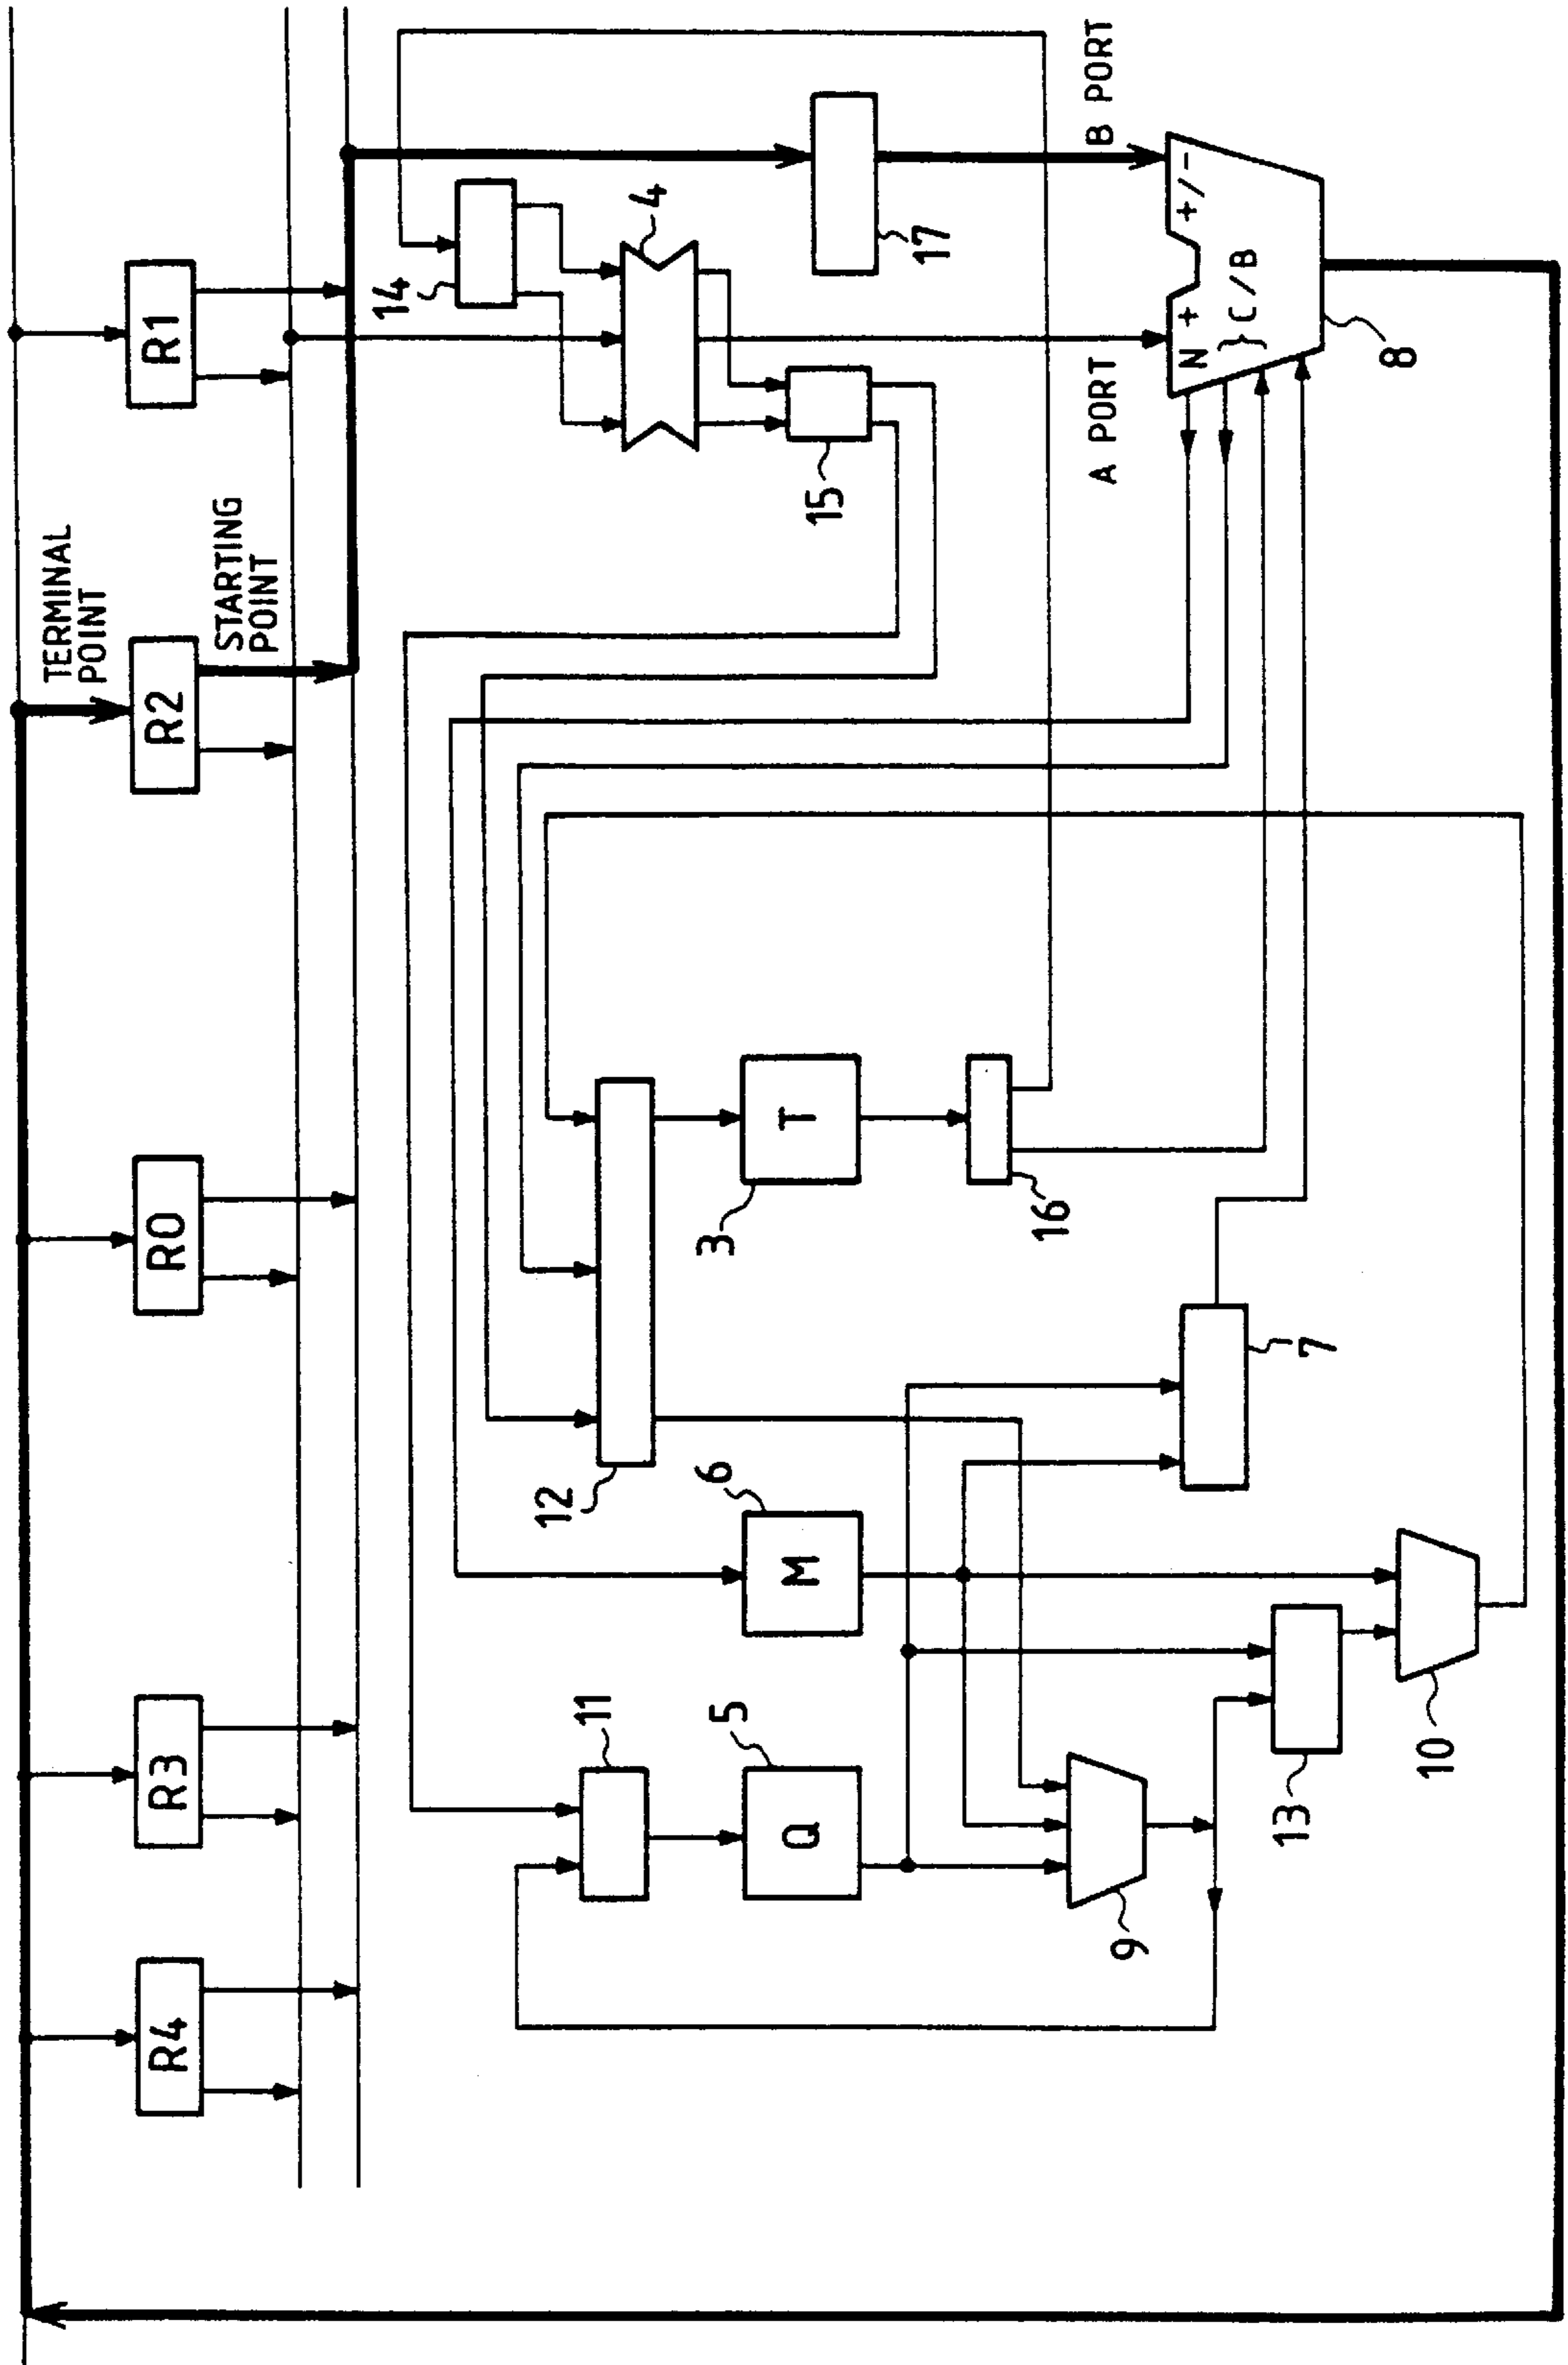 R4
R3
R0
R2
R1
TERMINAL
POINT
STARTING
POINT
14
4
11
12
15
17
Q
5
M
6
T
3
16
A PORT
B PORT
9
7
N + +/-
} C/B
13
10
8